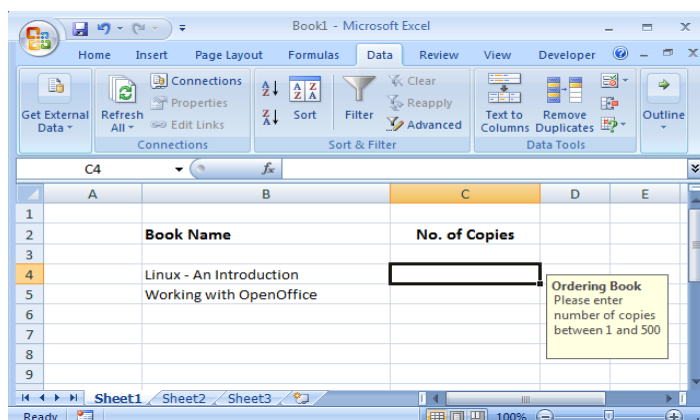 Book1 - Microsoft Excel
Home Insert Page Layout Formulas Data Review View Developer
Get External Data
Refresh All
Connections
Properties
Edit Links
Connections
A Z
Z A
A Z Z A
Sort
Filter
Clear
Reapply
Advanced
Sort & Filter
Text to Columns
Remove Duplicates
Data Tools
Outline
C4 fx
A B C D E
1
2 Book Name No. of Copies
3
4 Linux - An Introduction
5 Working with OpenOffice
6
7
8
9
Ordering Book
Please enter
number of copies
between 1 and 500
Sheet1 Sheet2 Sheet3
Ready 100%